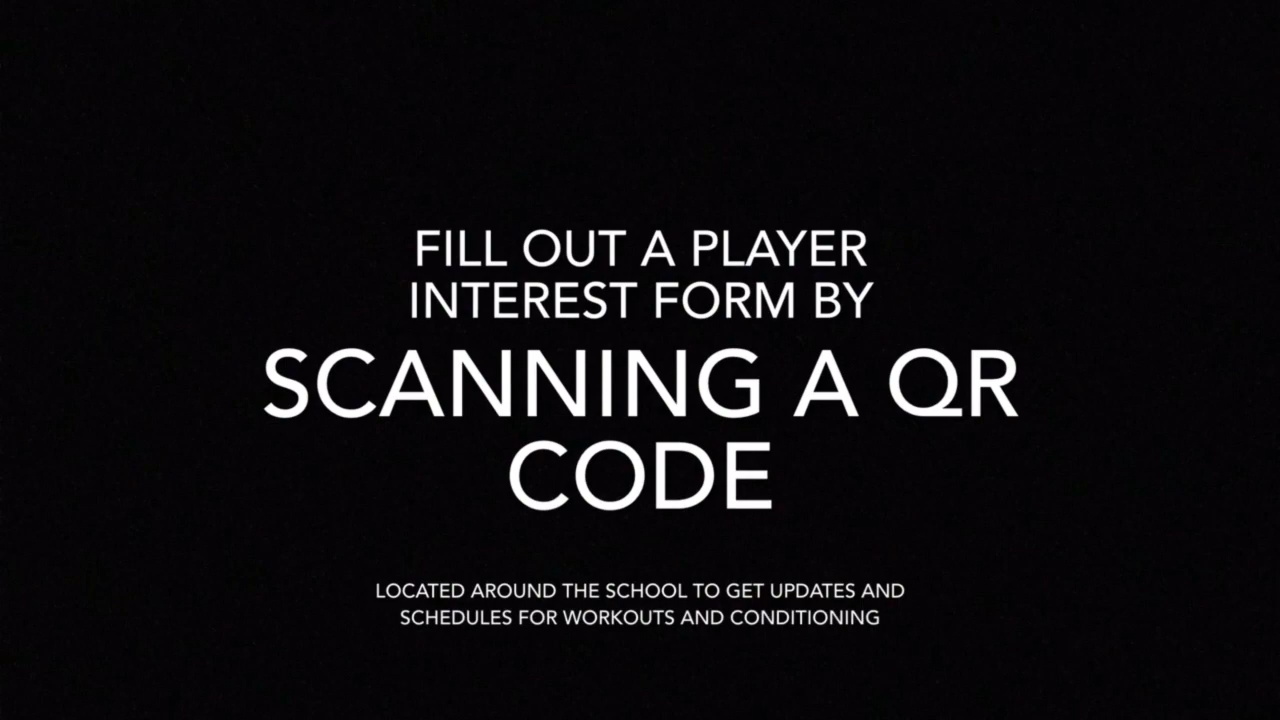 FILL OUT A PLAYER
INTEREST FORM BY
SCANNING A QR
CODE
LOCATED AROUND THE SCHOOL TO GET UPDATES AND
SCHEDULES FOR WORKOUTS AND CONDITIONING